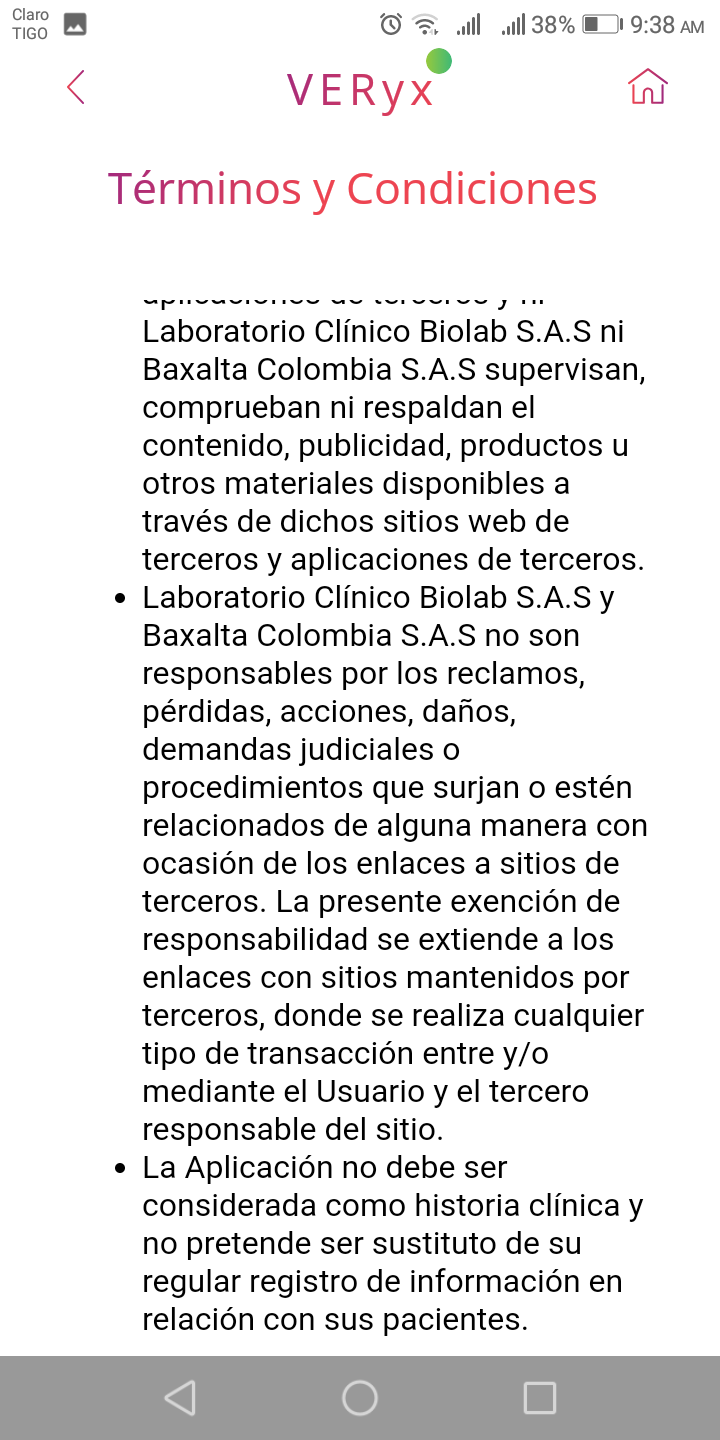 Claro
TIGO
38%
9:38 AM
VERyx
Términos y Condiciones
aplicaciones de terceros y ni
Laboratorio Clínico Biolab S.A.S ni
Baxalta Colombia S.A.S supervisan,
comprueban ni respaldan el
contenido, publicidad, productos u
otros materiales disponibles a
través de dichos sitios web de
terceros y aplicaciones de terceros.
• Laboratorio Clínico Biolab S.A.S y
Baxalta Colombia S.A.S no son
responsables por los reclamos,
pérdidas, acciones, daños,
demandas judiciales o
procedimientos que surjan o estén
relacionados de alguna manera con
ocasión de los enlaces a sitios de
terceros. La presente exención de
responsabilidad se extiende a los
enlaces con sitios mantenidos por
terceros, donde se realiza cualquier
tipo de transacción entre y/o
mediante el Usuario y el tercero
responsable del sitio.
• La Aplicación no debe ser
considerada como historia clínica y
no pretende ser sustituto de su
regular registro de información en
relación con sus pacientes.